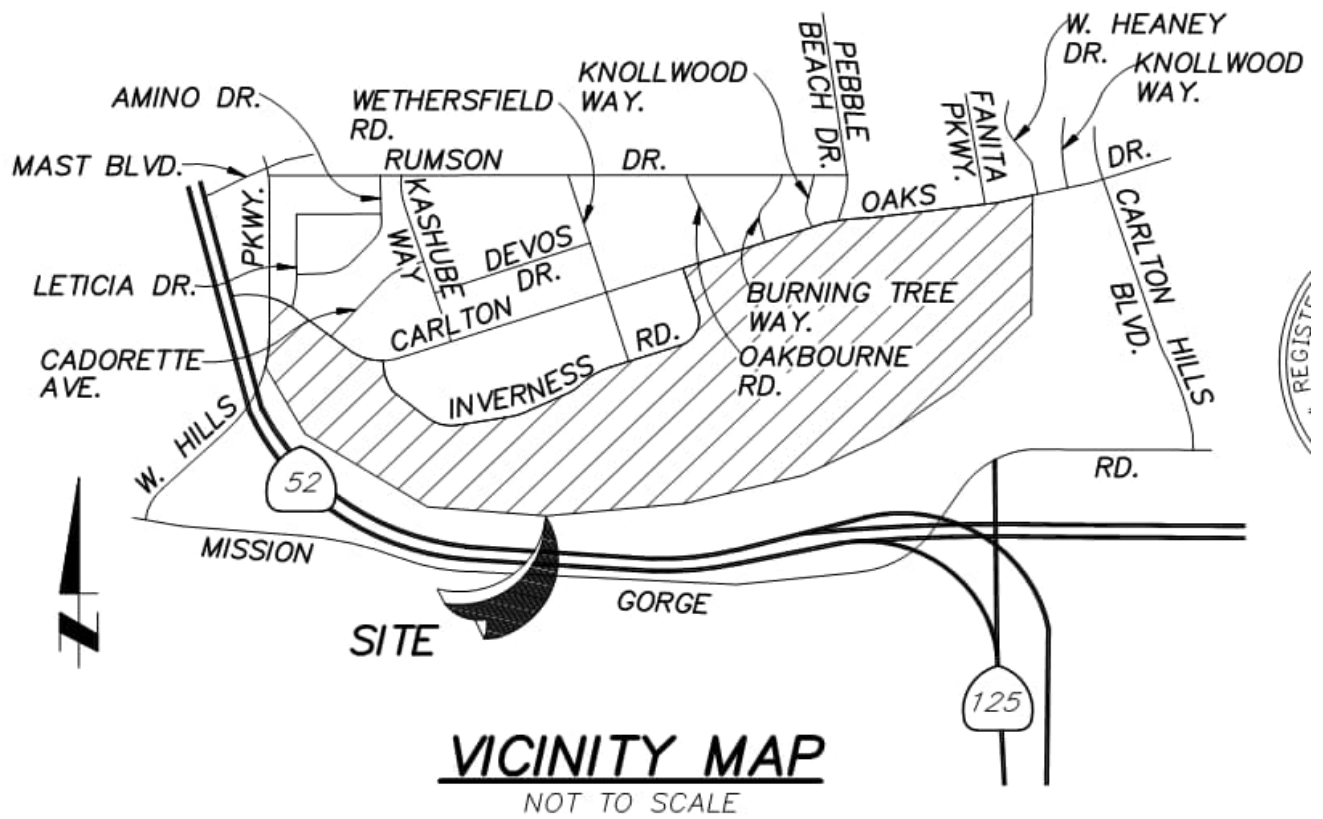 W. HEANEY
DR.
KNOLLWOOD
WAY.
PEBBLE
BEACH DR.
KNOLLWOOD
WAY.
AMINO DR.
WETHERSFIELD
RD.
FANITA
PKWY.
MAST BLVD.
RUMSON DR.
DR.
OAKS
PKWY.
KASHUBE
WAY
DEVOS
DR.
CARLTON HILLS
BLVD.
LETICIA DR.
CARLTON
BURNING TREE
WAY.
RD.
OAKBOURNE
RD.
CADORETTE
AVE.
INVERNESS
REGIST
W. HILLS
52
RD.
MISSION
GORGE
N
SITE
125
VICINITY MAP
NOT TO SCALE